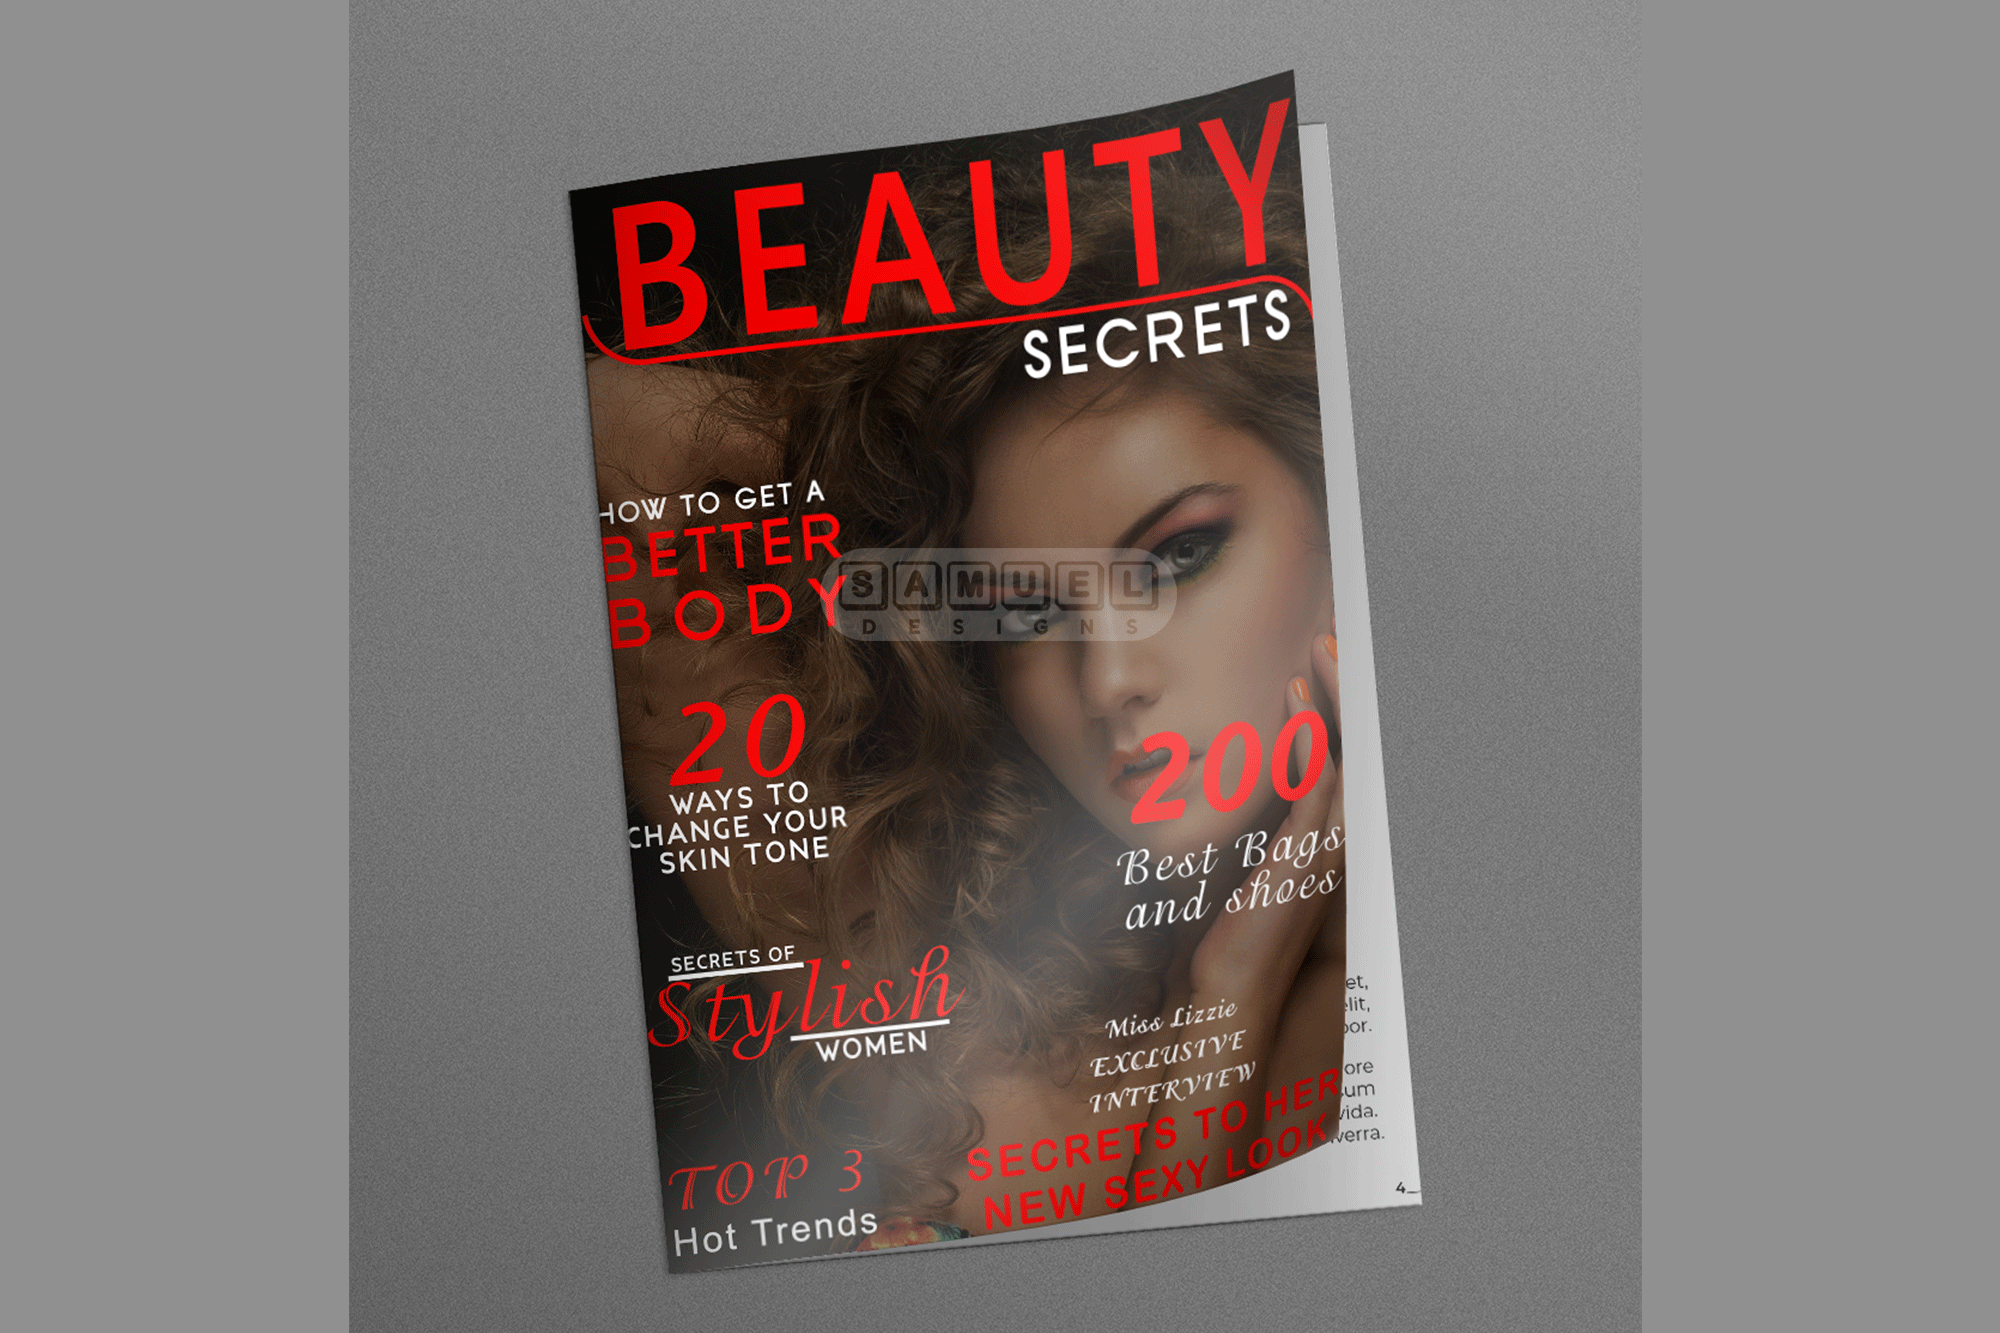 BEAUTY
SECRETS
HOW TO GET A
BETTER
BODY
SAMUEL
DESIGNS
20
WAYS TO
CHANGE YOUR
SKIN TONE
200
Best Bags
and shoes
SECRETS OF
Stylish
WOMEN
Miss Lizzie
EXCLUSIVE
INTERVIEW
SECRETS TO HER
NEW SEXY LOOK
TOP 3
Hot Trends
et,
elit,
por.
ore
sum
vida.
verra.
4